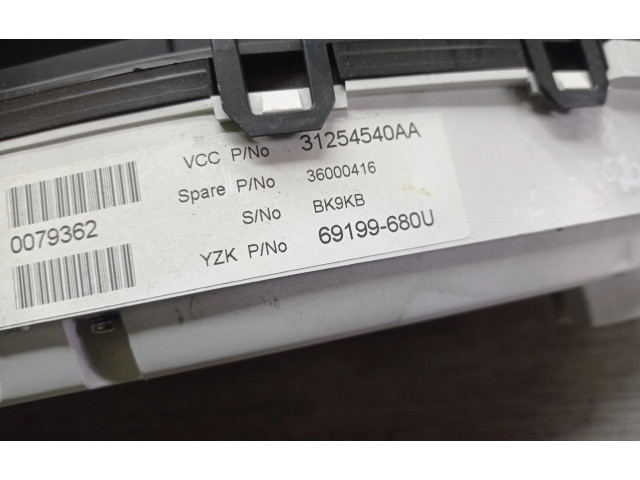 VCC P/No 31254540AA
Spare P/No 36000416
S/No BK9KB
YZK P/No 69199-680U
0079362